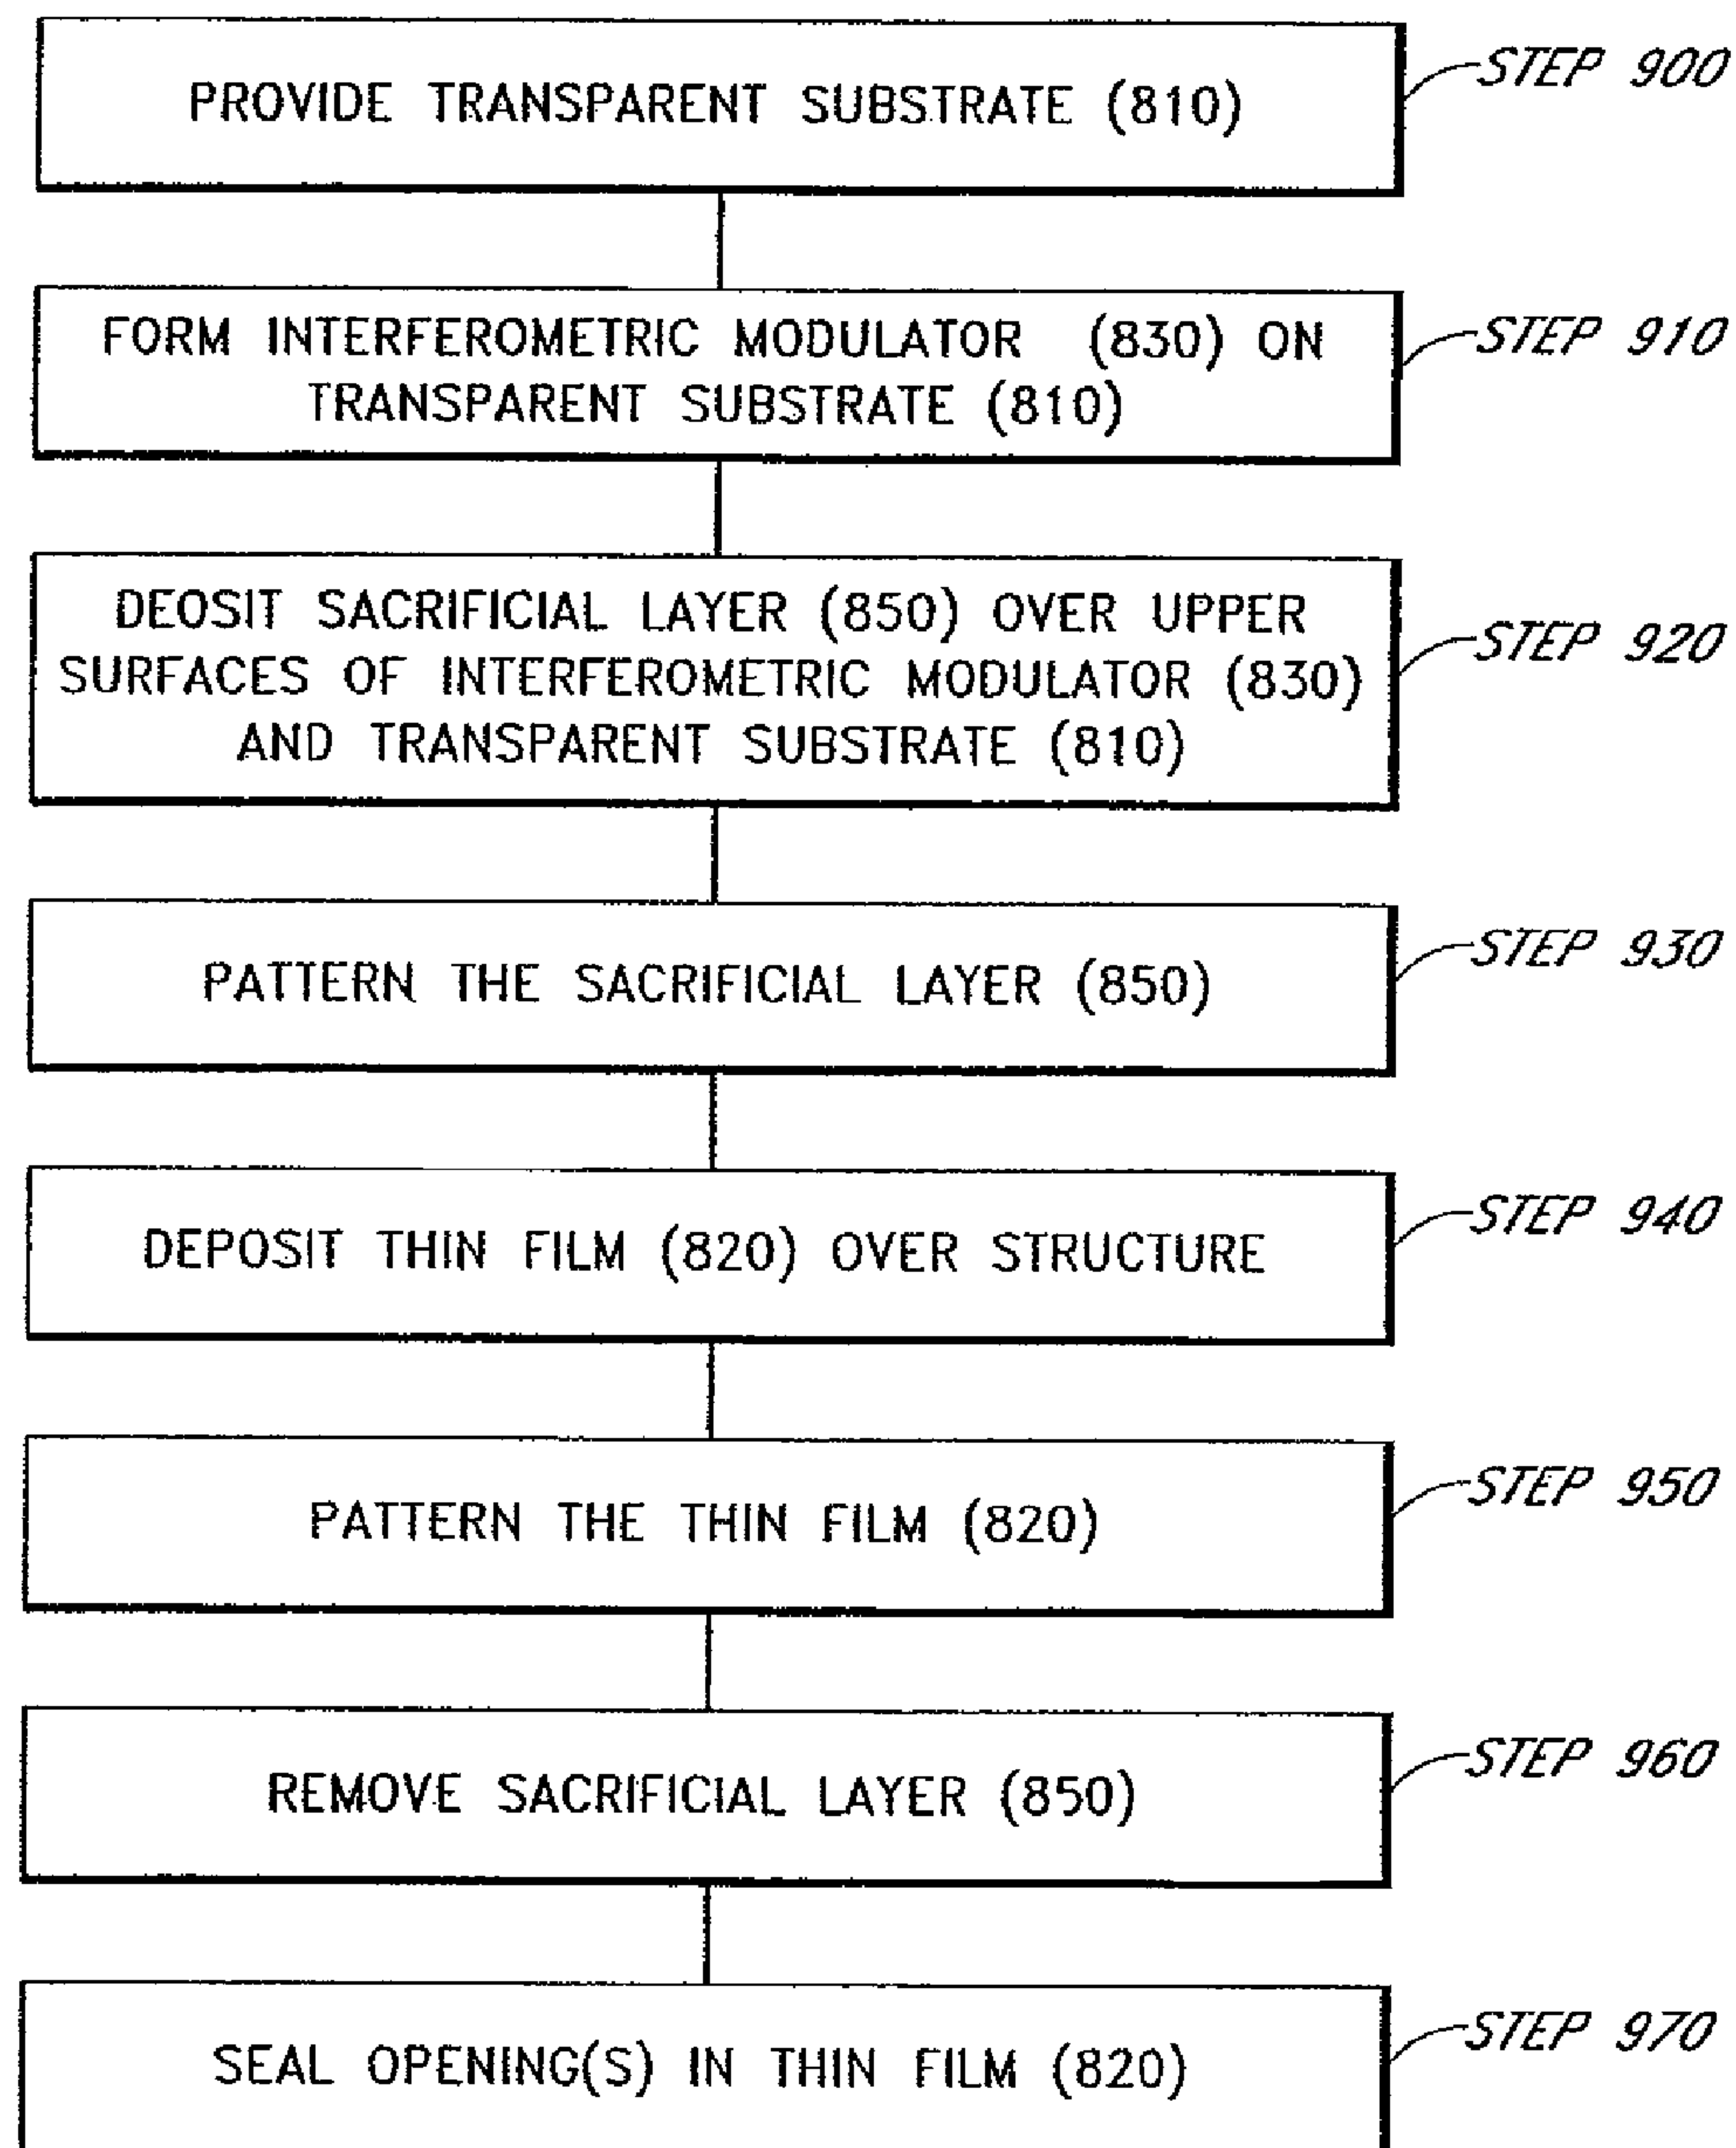 PROVIDE TRANSPARENT SUBSTRATE (810)
STEP 900
FORM INTERFEROMETRIC MODULATOR (830) ON
TRANSPARENT SUBSTRATE (810)
STEP 910
DEOSIT SACRIFICIAL LAYER (850) OVER UPPER
SURFACES OF INTERFEROMETRIC MODULATOR (830)
AND TRANSPARENT SUBSTRATE (810)
STEP 920
PATTERN THE SACRIFICIAL LAYER (850)
STEP 930
DEPOSIT THIN FILM (820) OVER STRUCTURE
STEP 940
PATTERN THE THIN FILM (820)
STEP 950
REMOVE SACRIFICIAL LAYER (850)
STEP 960
SEAL OPENING(S) IN THIN FILM (820)
STEP 970